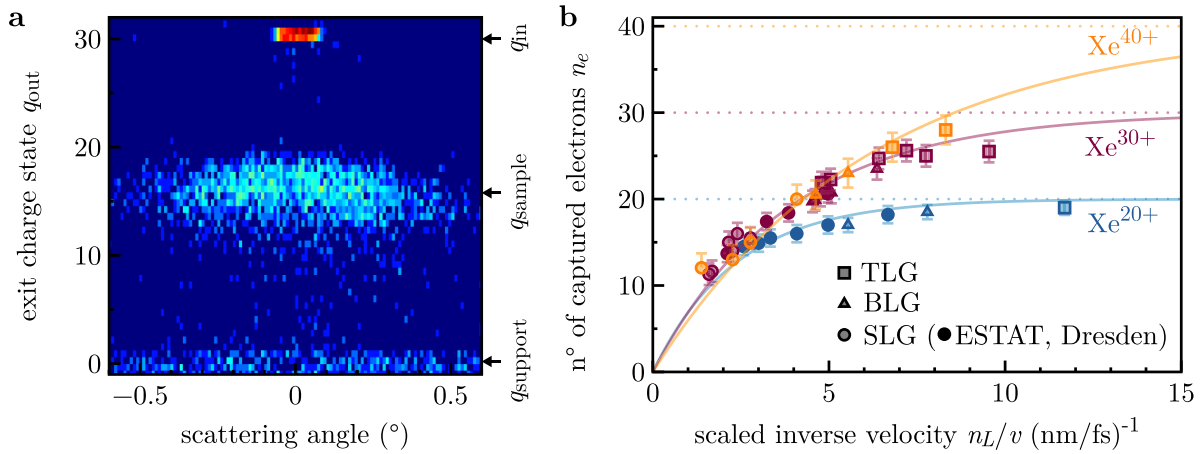 a
30
20
10
0
exit charge state q_out
−0.5
0
0.5
scattering angle (°)
q_in
q_sample
q_support
b
40
30
20
10
0
n° of captured electrons n_e
Xe^40+
Xe^30+
Xe^20+
TLG
BLG
SLG (●ESTAT, Dresden)
0
5
10
15
scaled inverse velocity n_L/v (nm/fs)^-1